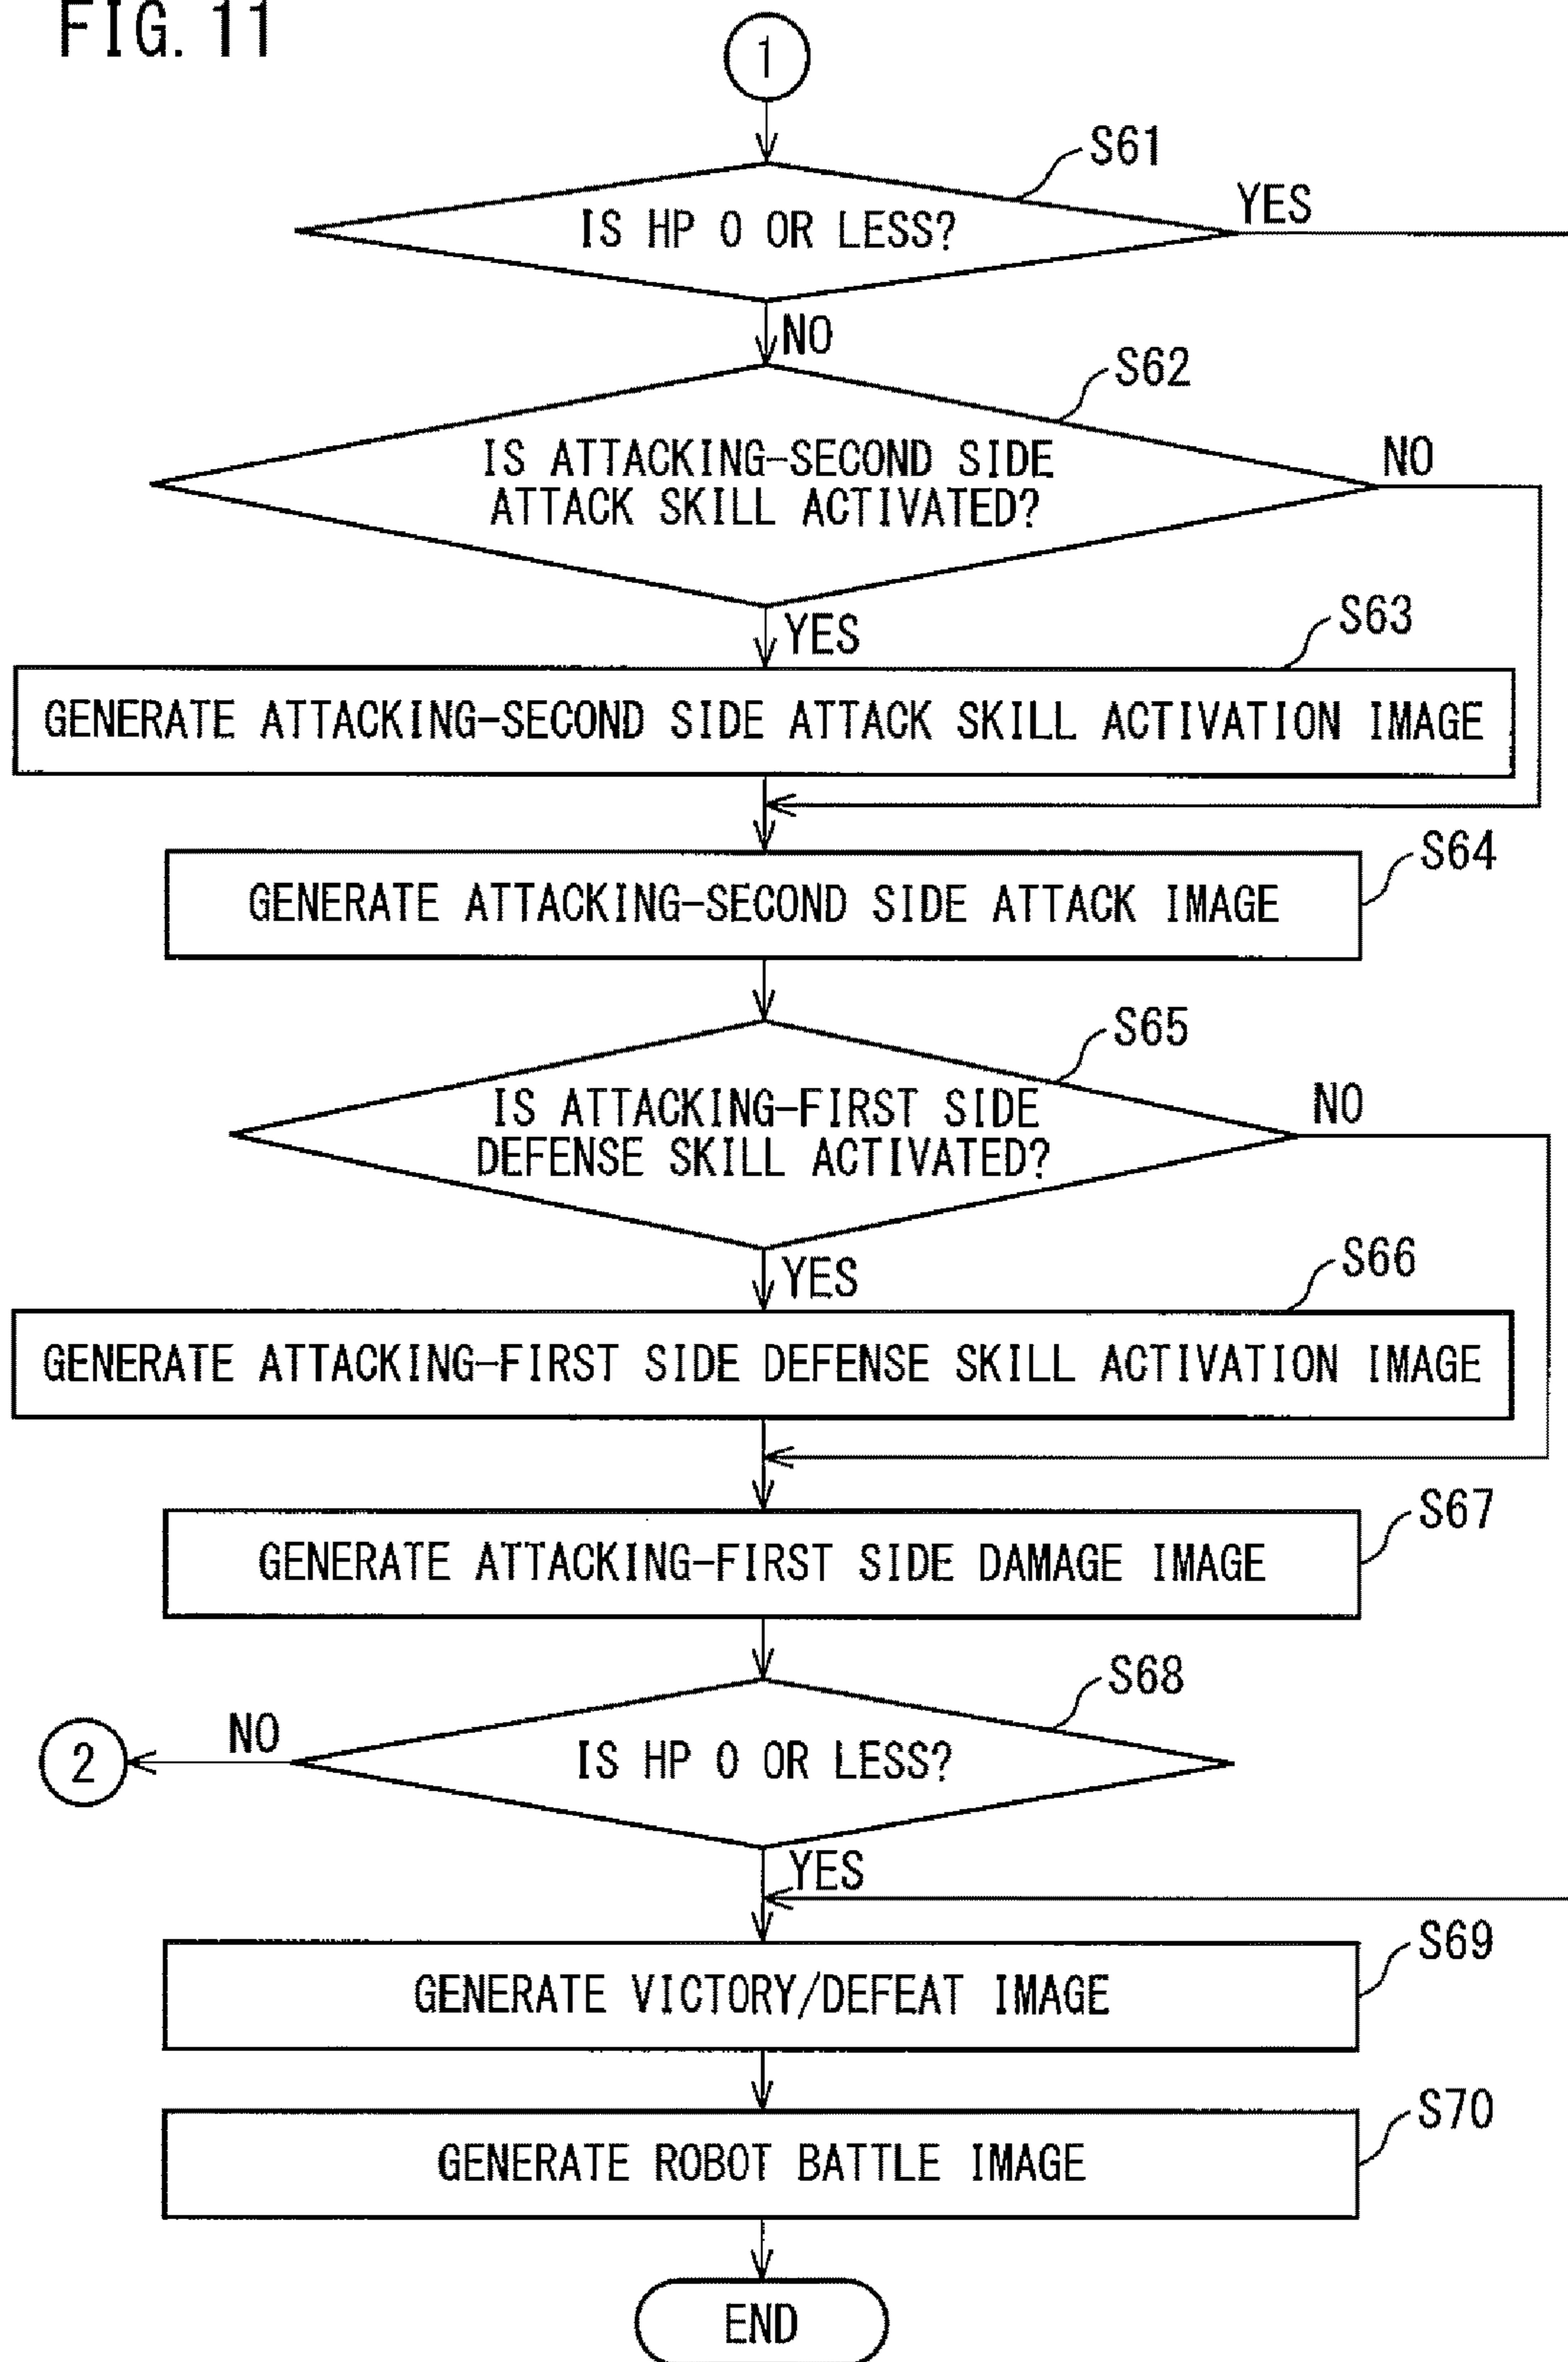 FIG. 11
1
S61
IS HP 0 OR LESS?
YES
NO
S62
IS ATTACKING-SECOND SIDE
ATTACK SKILL ACTIVATED?
NO
YES
S63
GENERATE ATTACKING-SECOND SIDE ATTACK SKILL ACTIVATION IMAGE
S64
GENERATE ATTACKING-SECOND SIDE ATTACK IMAGE
S65
IS ATTACKING-FIRST SIDE
DEFENSE SKILL ACTIVATED?
NO
YES
S66
GENERATE ATTACKING-FIRST SIDE DEFENSE SKILL ACTIVATION IMAGE
S67
GENERATE ATTACKING-FIRST SIDE DAMAGE IMAGE
S68
2
NO
IS HP 0 OR LESS?
YES
S69
GENERATE VICTORY/DEFEAT IMAGE
S70
GENERATE ROBOT BATTLE IMAGE
END